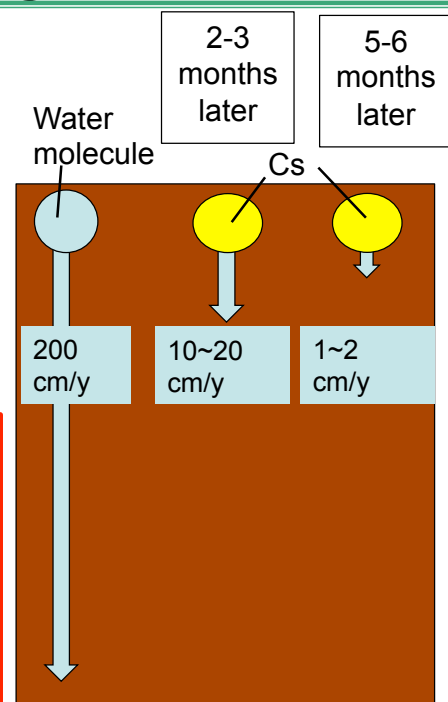 2-3
months
later
5-6
months
later
Water
molecule
Cs
200
cm/y
10~20
cm/y
1~2
cm/y